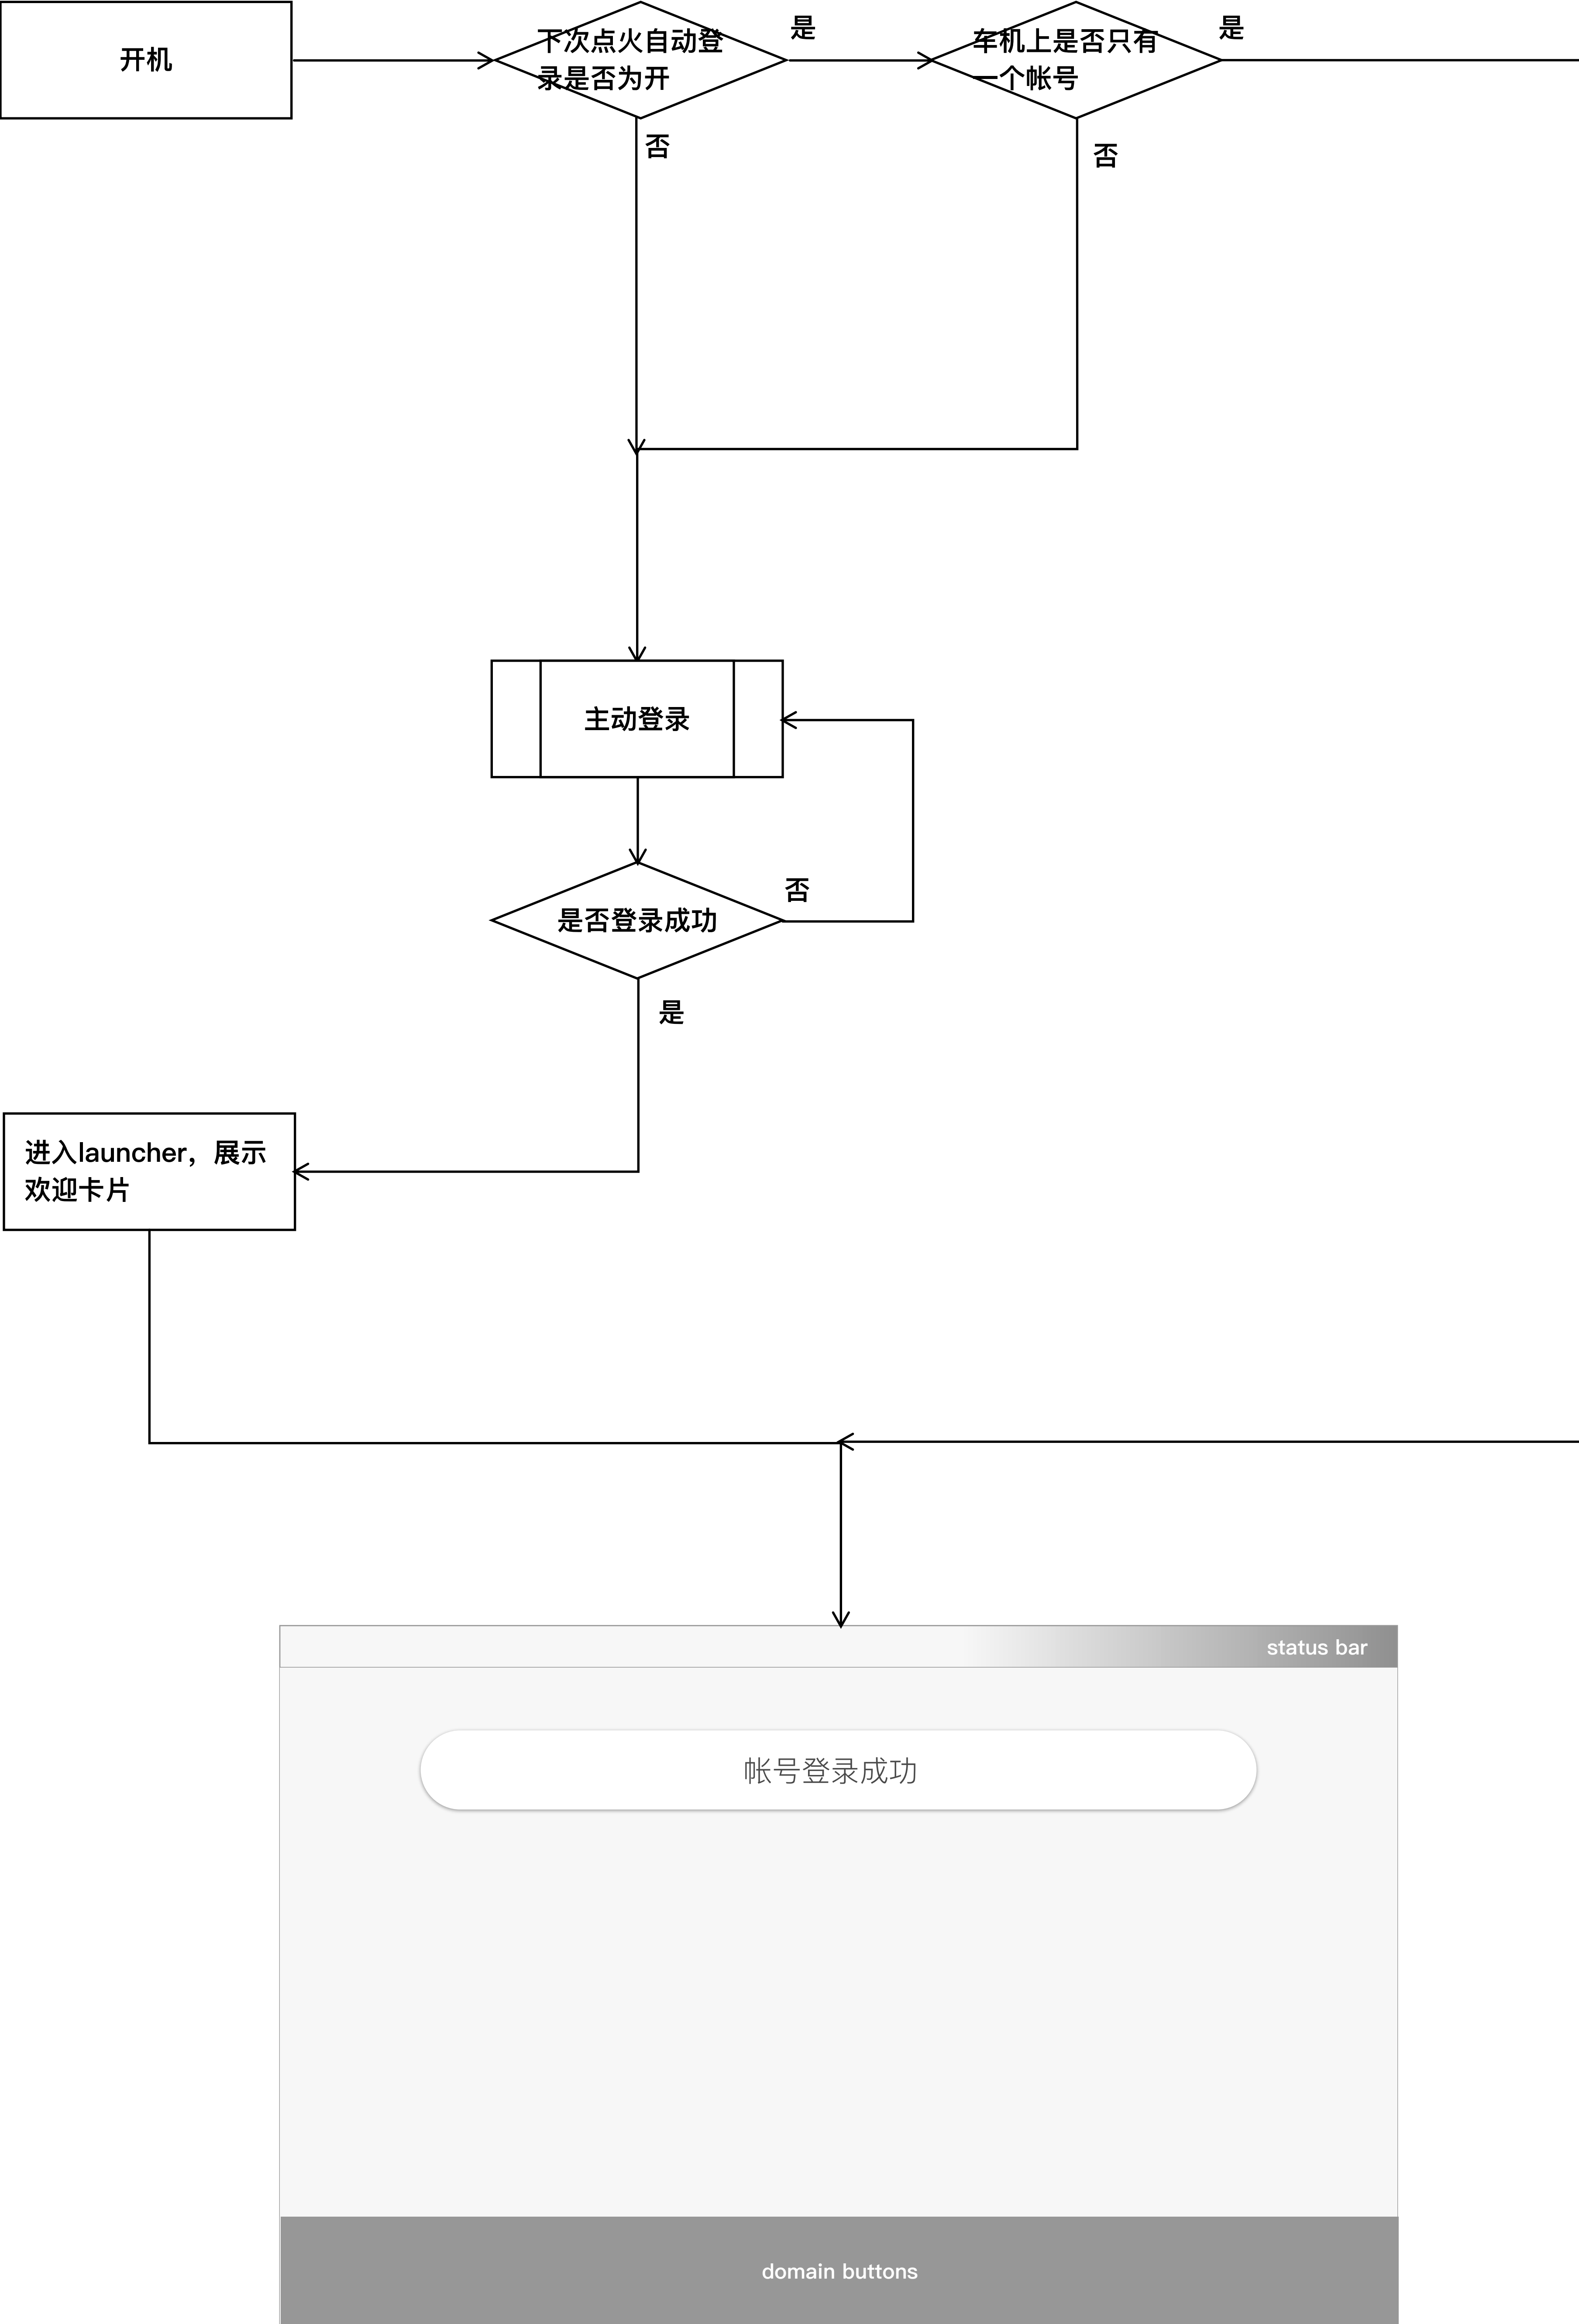 开机
下次点火自动登
录是否为开
是
车机上是否只有
一个帐号
是
否
否
主动登录
是否登录成功
否
是
进入launcher，展示
欢迎卡片
status bar
帐号登录成功
domain buttons